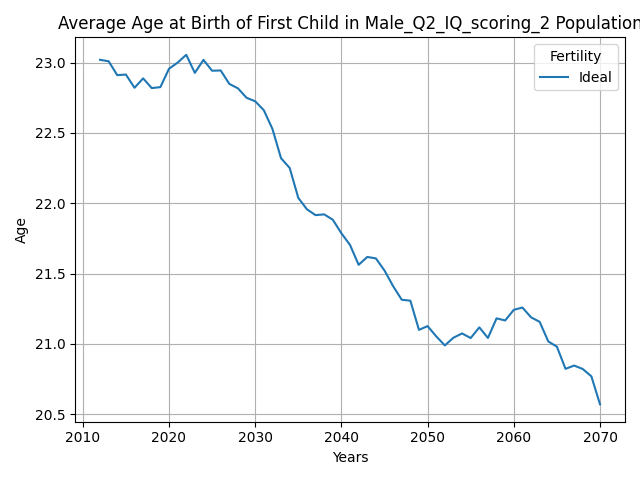 Average Age at Birth of First Child in Male_Q2_IQ_scoring_2 Population
Fertility
Ideal
Age
23.0
22.5
22.0
21.5
21.0
20.5
2010
2020
2030
2040
2050
2060
2070
Years